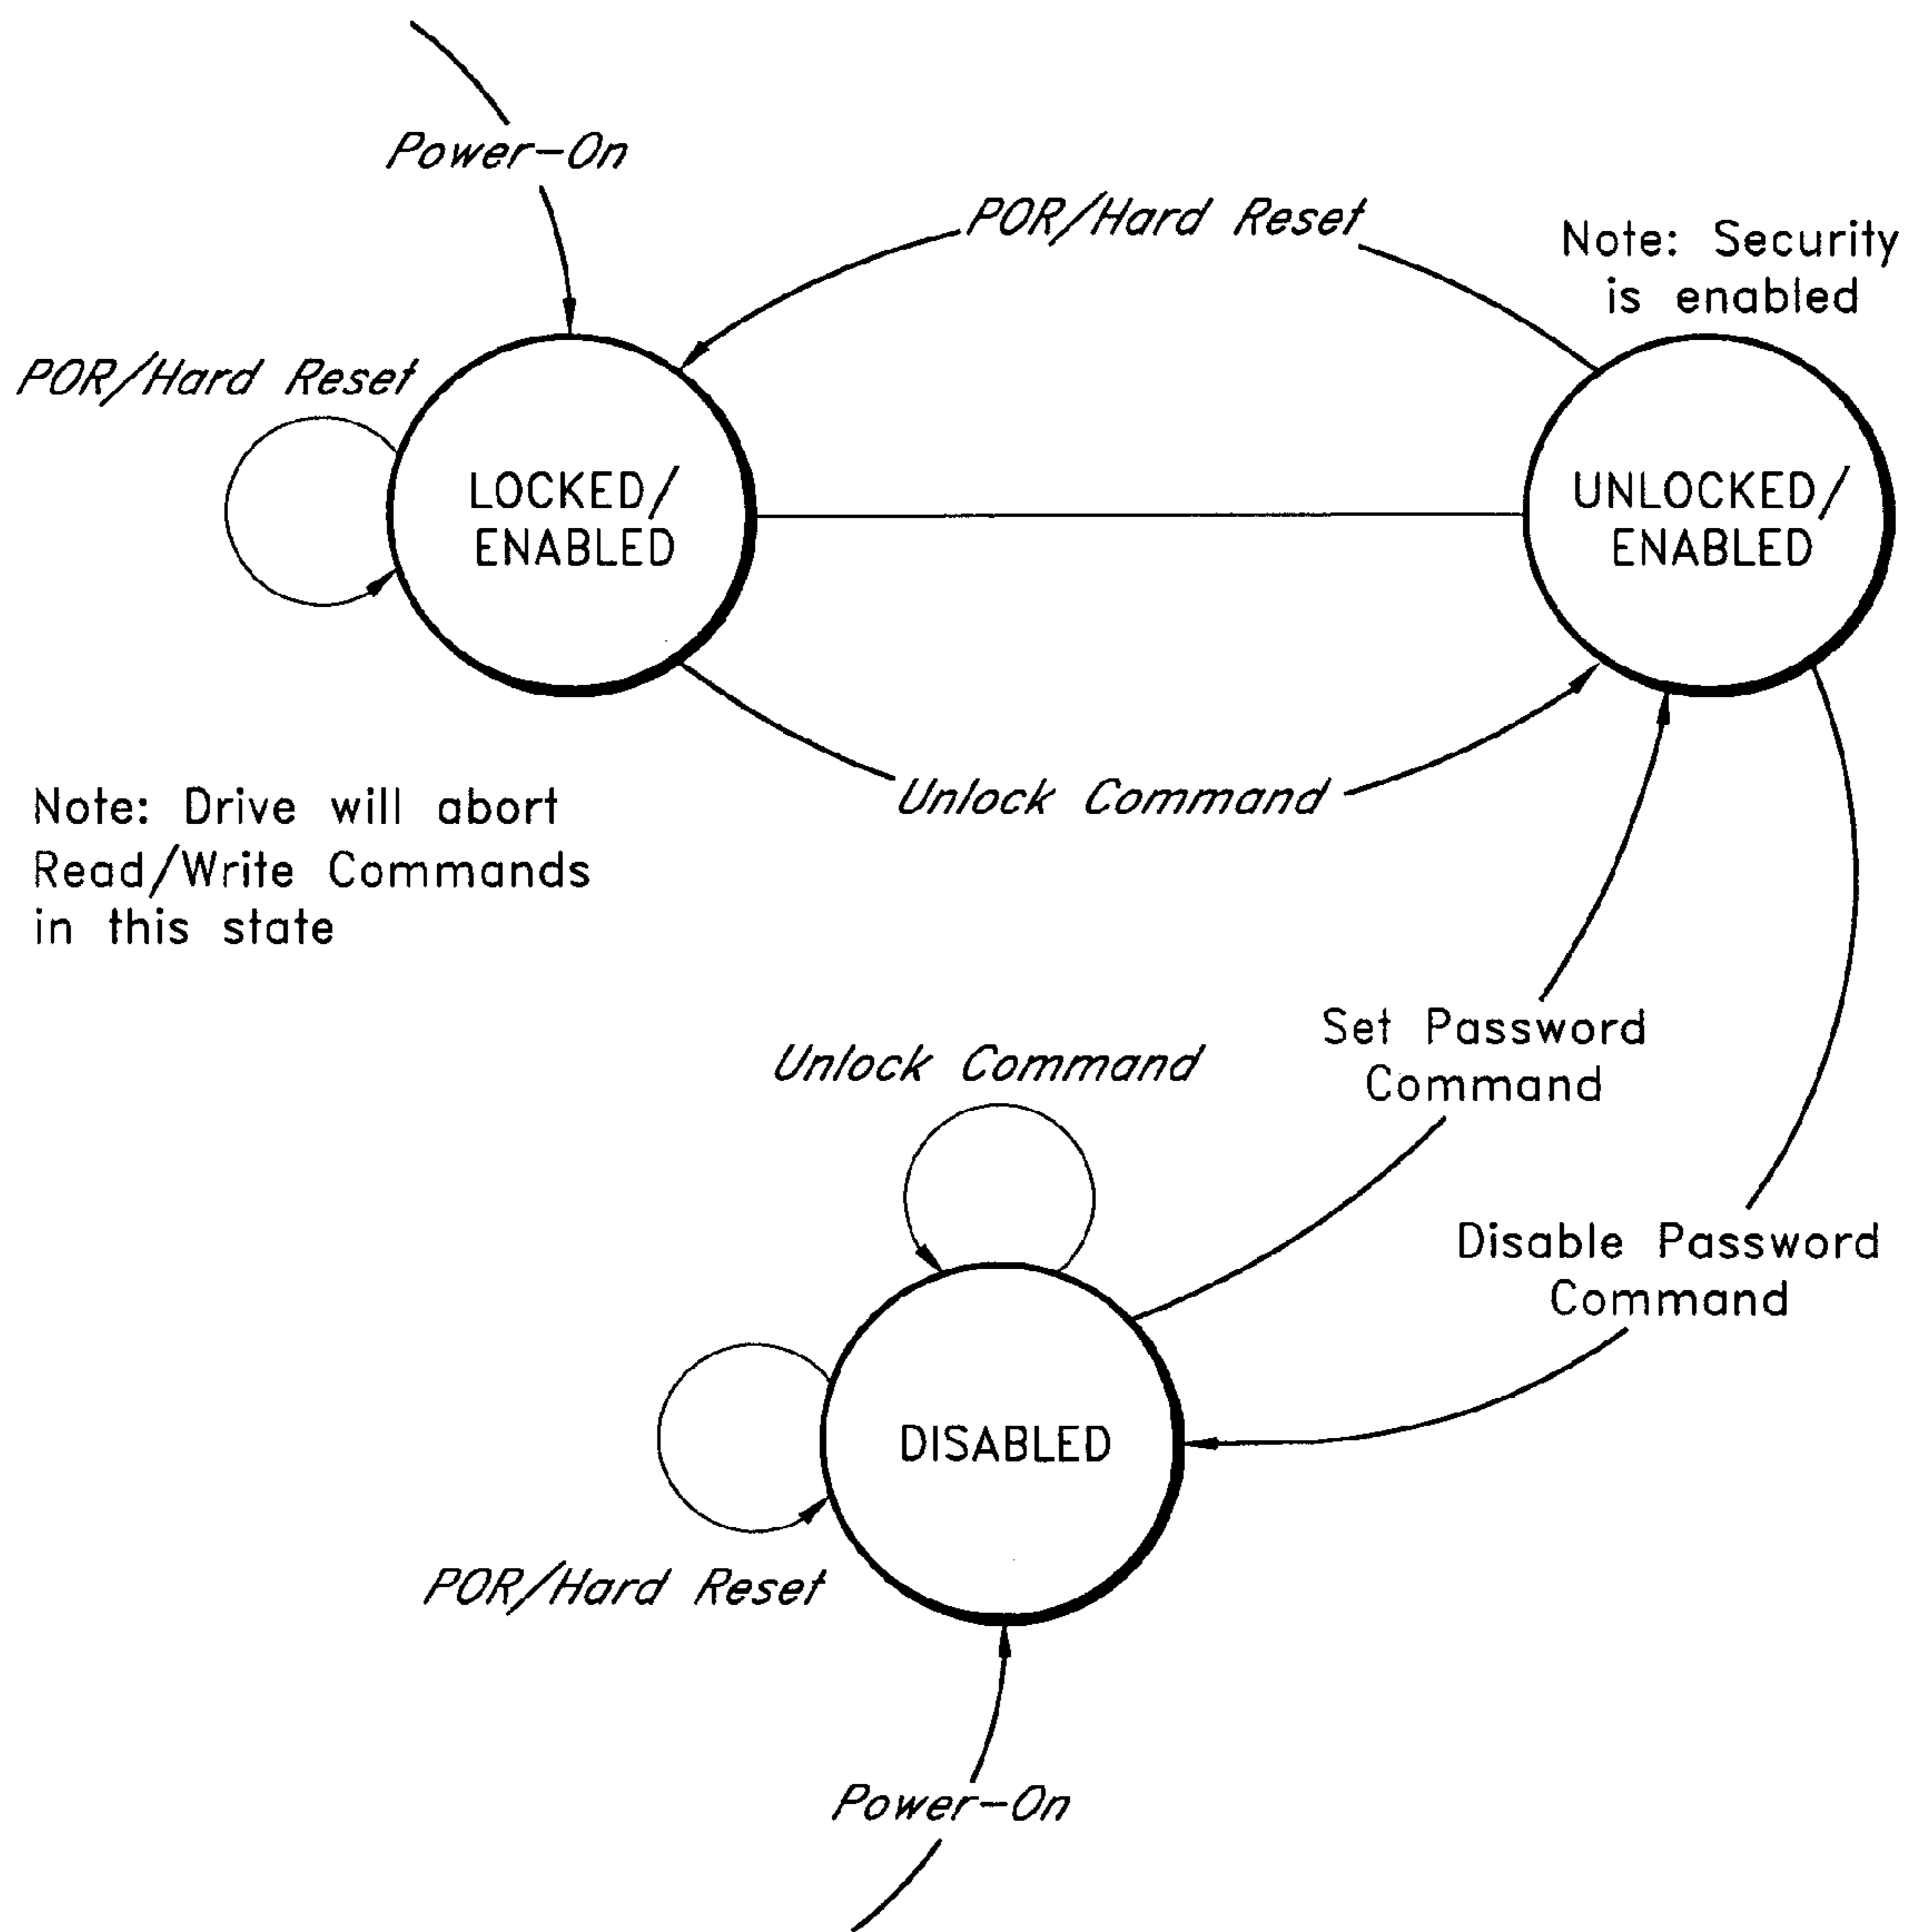 Power-On
POR/Hard Reset
Note: Security
is enabled
POR/Hard Reset
LOCKED/
ENABLED
UNLOCKED/
ENABLED
Unlock Command
Note: Drive will abort
Read/Write Commands
in this state
Set Password
Command
Unlock Command
Disable Password
Command
DISABLED
POR/Hard Reset
Power-On